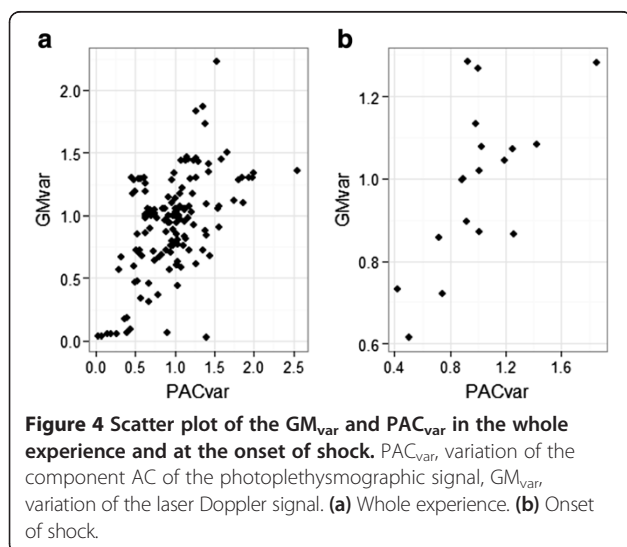 a
b
2.0
1.5
1.0
0.5
0.0
GMvar
0.0 0.5 1.0 1.5 2.0 2.5
PACvar
1.2
1.0
0.8
0.6
GMvar
0.4 0.8 1.2 1.6
PACvar
Figure 4 Scatter plot of the GMvar and PACvar in the whole
experience and at the onset of shock. PACvar, variation of the
component AC of the photoplethysmographic signal, GMvar,
variation of the laser Doppler signal. (a) Whole experience. (b) Onset
of shock.